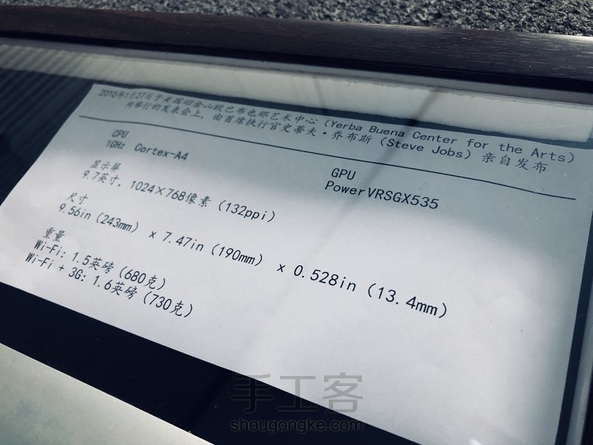 2010年1月27日于美国旧金山欧巴布也那艺术中心 (Yerba Buena Center for the Arts)
所举行的发表会上, 由首席执行官史蒂夫·乔布斯 (Steve Jobs) 亲自发布
CPU
1GHz Cortex-A4
GPU
PowerVRSGX535
显示屏
9.7英寸, 1024×768像素 (132ppi)
尺寸
9.56in (243mm) x 7.47in (190mm) x 0.528in (13.4mm)
重量
Wi-Fi: 1.5英磅 (680克)
Wi-Fi + 3G: 1.6英磅 (730克)
手工客
shougongke.com